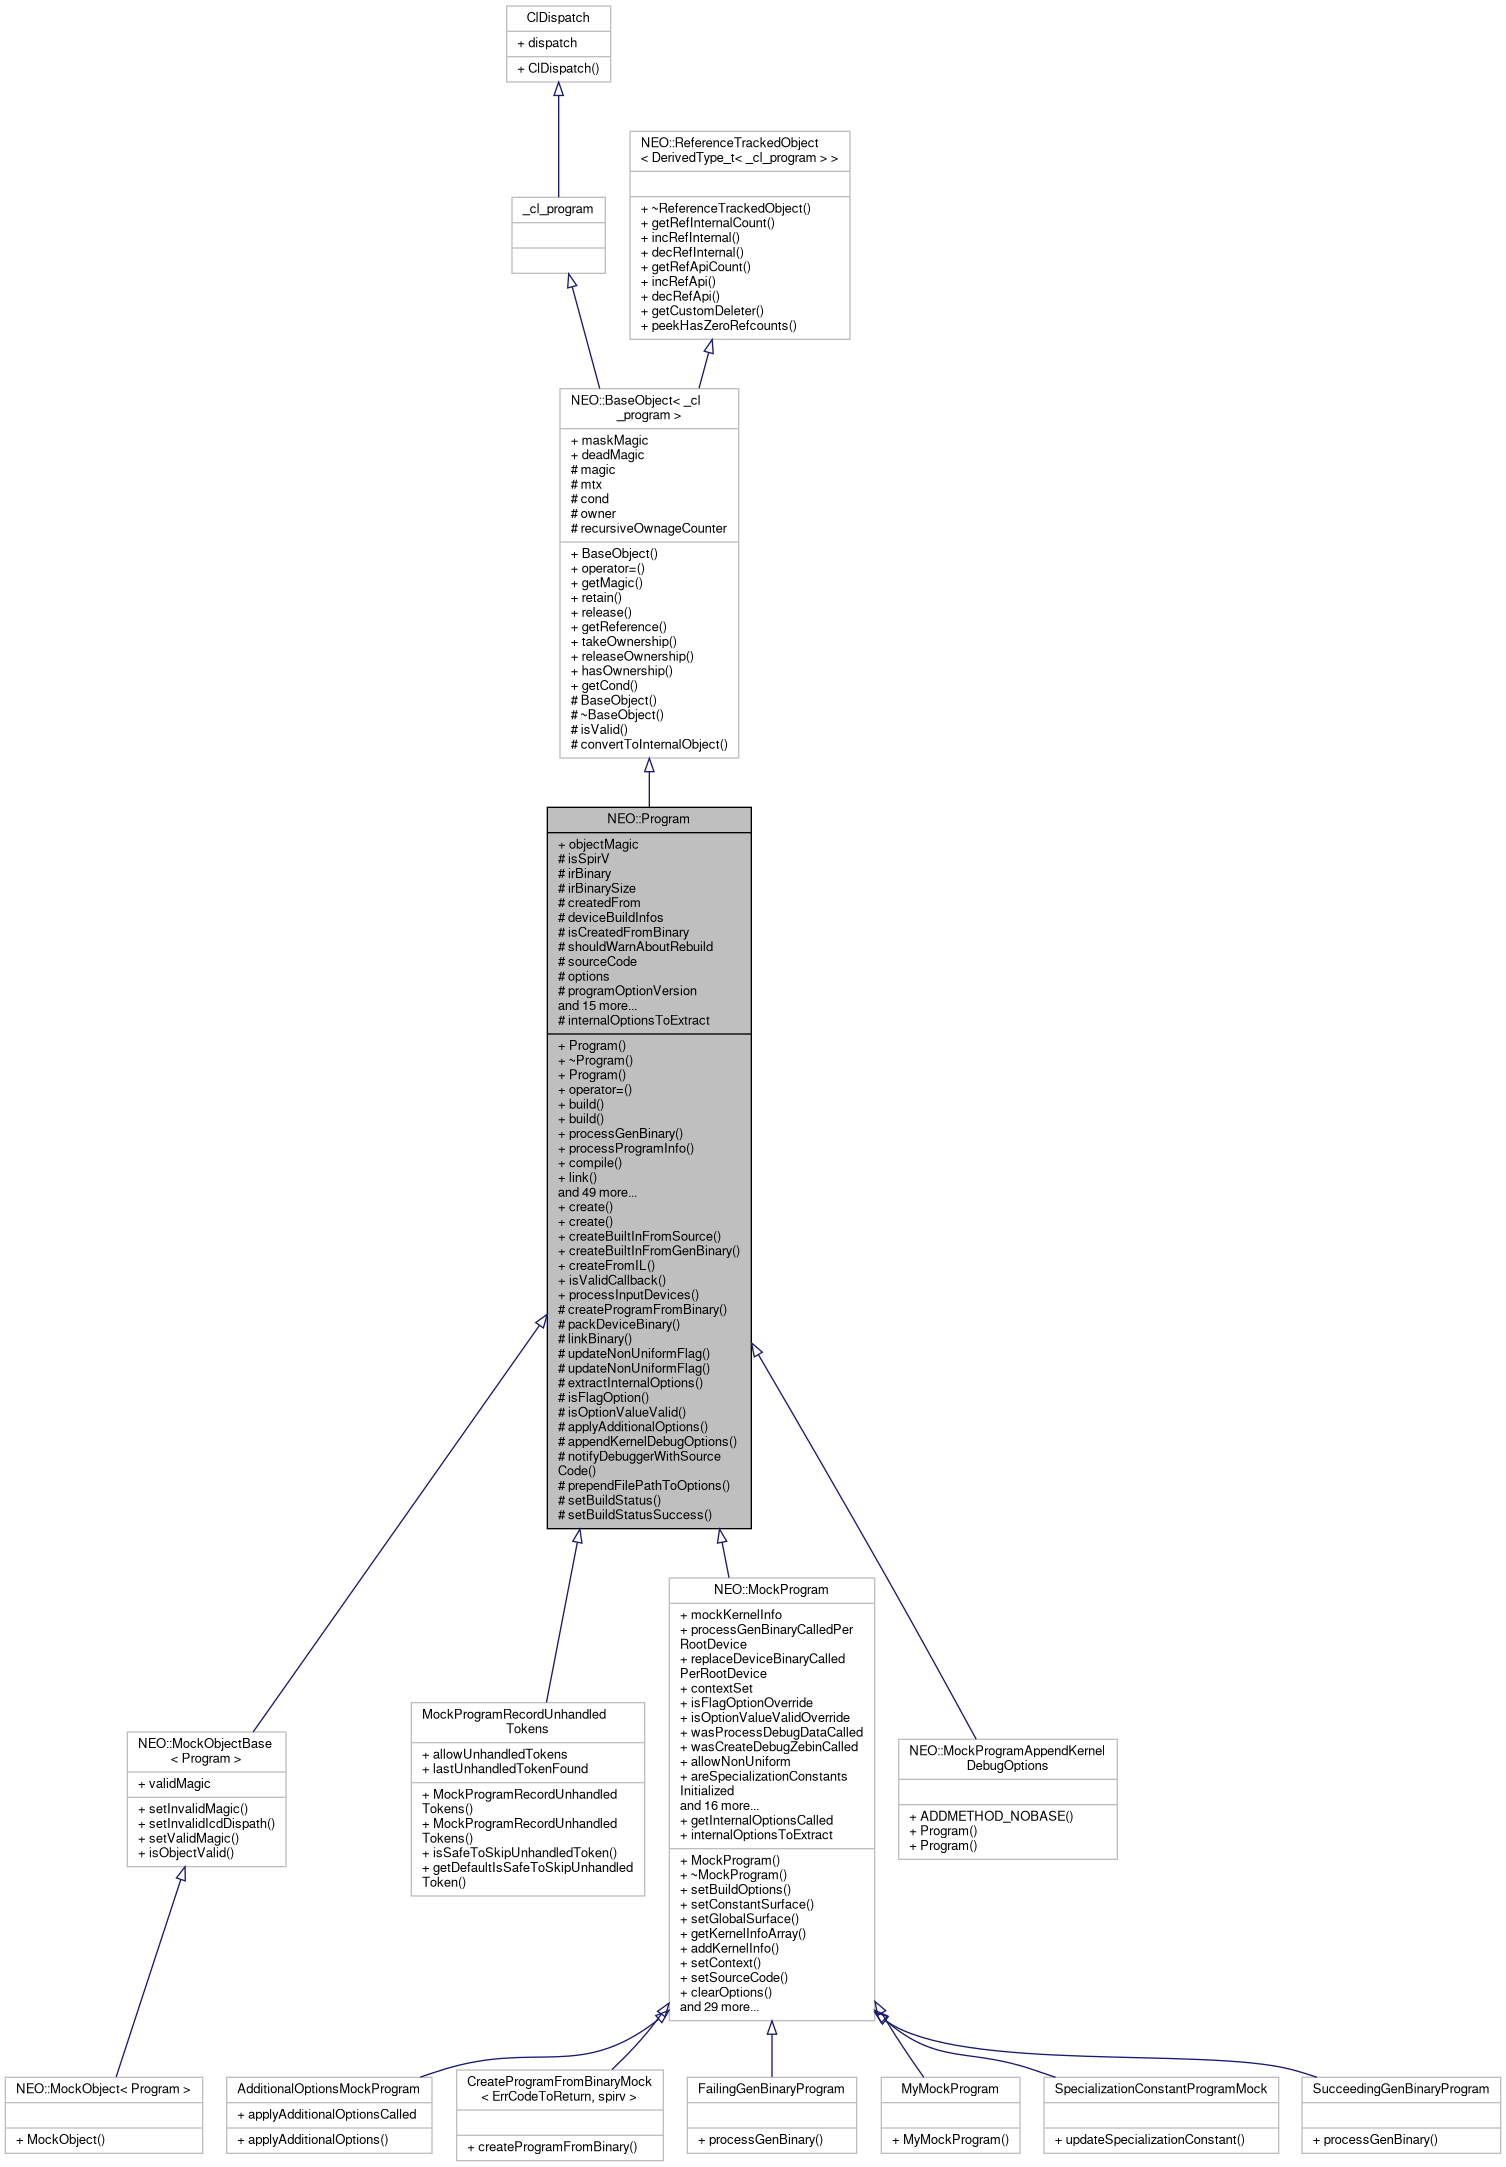 ClDispatch
+ dispatch
+ ClDispatch()
NEO::ReferenceTrackedObject
< DerivedType_t< _cl_program > >
+ ~ReferenceTrackedObject()
+ getRefInternalCount()
+ incRefInternal()
+ decRefInternal()
+ getRefApiCount()
+ incRefApi()
+ decRefApi()
+ getCustomDeleter()
+ peekHasZeroRefcounts()
_cl_program
NEO::BaseObject< _cl
_program >
+ maskMagic
+ deadMagic
# magic
# mtx
# cond
# owner
# recursiveOwnageCounter
+ BaseObject()
+ operator=()
+ getMagic()
+ retain()
+ release()
+ getReference()
+ takeOwnership()
+ releaseOwnership()
+ hasOwnership()
+ getCond()
# BaseObject()
# ~BaseObject()
# isValid()
# convertToInternalObject()
NEO::Program
+ objectMagic
# isSpirV
# irBinary
# irBinarySize
# createdFrom
# deviceBuildInfos
# isCreatedFromBinary
# shouldWarnAboutRebuild
# sourceCode
# options
# programOptionVersion
and 15 more...
# internalOptionsToExtract
+ Program()
+ ~Program()
+ Program()
+ operator=()
+ build()
+ build()
+ processGenBinary()
+ processProgramInfo()
+ compile()
+ link()
and 49 more...
+ create()
+ create()
+ createBuiltInFromSource()
+ createBuiltInFromGenBinary()
+ createFromIL()
+ isValidCallback()
+ processInputDevices()
# createProgramFromBinary()
# packDeviceBinary()
# linkBinary()
# updateNonUniformFlag()
# updateNonUniformFlag()
# extractInternalOptions()
# isFlagOption()
# isOptionValueValid()
# applyAdditionalOptions()
# appendKernelDebugOptions()
# notifyDebuggerWithSource
Code()
# prependFilePathToOptions()
# setBuildStatus()
# setBuildStatusSuccess()
NEO::MockObjectBase
< Program >
+ validMagic
+ setInvalidMagic()
+ setInvalidIcdDispath()
+ setValidMagic()
+ isObjectValid()
MockProgramRecordUnhandled
Tokens
+ allowUnhandledTokens
+ lastUnhandledTokenFound
+ MockProgramRecordUnhandled
Tokens()
+ MockProgramRecordUnhandled
Tokens()
+ isSafeToSkipUnhandledToken()
+ getDefaultIsSafeToSkipUnhandled
Token()
NEO::MockProgram
+ mockKernelInfo
+ processGenBinaryCalledPer
RootDevice
+ replaceDeviceBinaryCalled
PerRootDevice
+ contextSet
+ isFlagOptionOverride
+ isOptionValueValidOverride
+ wasProcessDebugDataCalled
+ wasCreateDebugZebinCalled
+ allowNonUniform
+ areSpecializationConstants
Initialized
and 16 more...
+ getInternalOptionsCalled
+ internalOptionsToExtract
+ MockProgram()
+ ~MockProgram()
+ setBuildOptions()
+ setConstantSurface()
+ setGlobalSurface()
+ getKernelInfoArray()
+ addKernelInfo()
+ setContext()
+ setSourceCode()
+ clearOptions()
and 29 more...
NEO::MockProgramAppendKernel
DebugOptions
+ ADDMETHOD_NOBASE()
+ Program()
+ Program()
NEO::MockObject< Program >
+ MockObject()
AdditionalOptionsMockProgram
+ applyAdditionalOptionsCalled
+ applyAdditionalOptions()
CreateProgramFromBinaryMock
< ErrCodeToReturn, spirv >
+ createProgramFromBinary()
FailingGenBinaryProgram
+ processGenBinary()
MyMockProgram
+ MyMockProgram()
SpecializationConstantProgramMock
+ updateSpecializationConstant()
SucceedingGenBinaryProgram
+ processGenBinary()